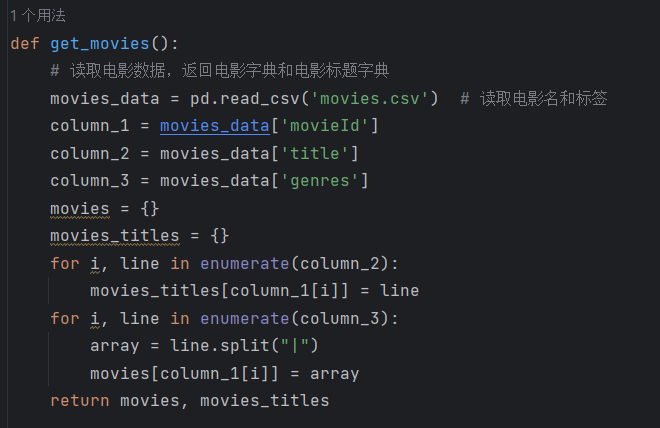 1 个用法
def get_movies():
    # 读取电影数据，返回电影字典和电影标题字典
    movies_data = pd.read_csv('movies.csv')  # 读取电影名和标签
    column_1 = movies_data['movieId']
    column_2 = movies_data['title']
    column_3 = movies_data['genres']
    movies = {}
    movies_titles = {}
    for i, line in enumerate(column_2):
        movies_titles[column_1[i]] = line
    for i, line in enumerate(column_3):
        array = line.split("|")
        movies[column_1[i]] = array
    return movies, movies_titles